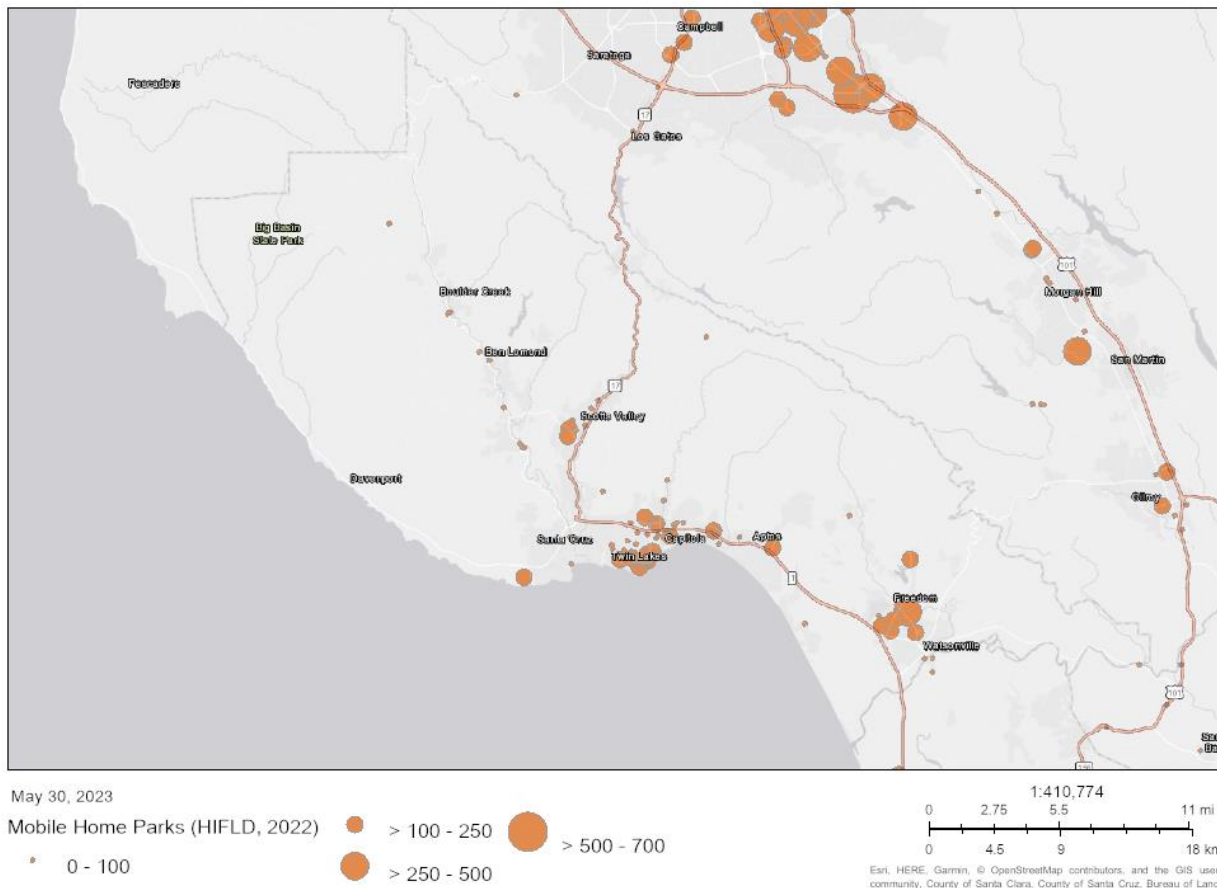 Campbell
Saratoga
Pescadero
17
Los Gatos
Big Basin
State Park
101
Boulder Creek
Morgan Hill
Ben Lomond
San Martin
17
Scotts Valley
Davenport
Gilroy
Santa Cruz
Capitola
Aptos
Twin Lakes
1
Freedom
Watsonville
101
May 30, 2023
Mobile Home Parks (HIFLD, 2022)
0 - 100
> 100 - 250
> 250 - 500
> 500 - 700
1:410,774
0 2.75 5.5 11 mi
0 4.5 9 18 km
Esri, HERE, Garmin, © OpenStreetMap contributors, and the GIS user
community, County of Santa Clara, County of Santa Cruz, Bureau of Land